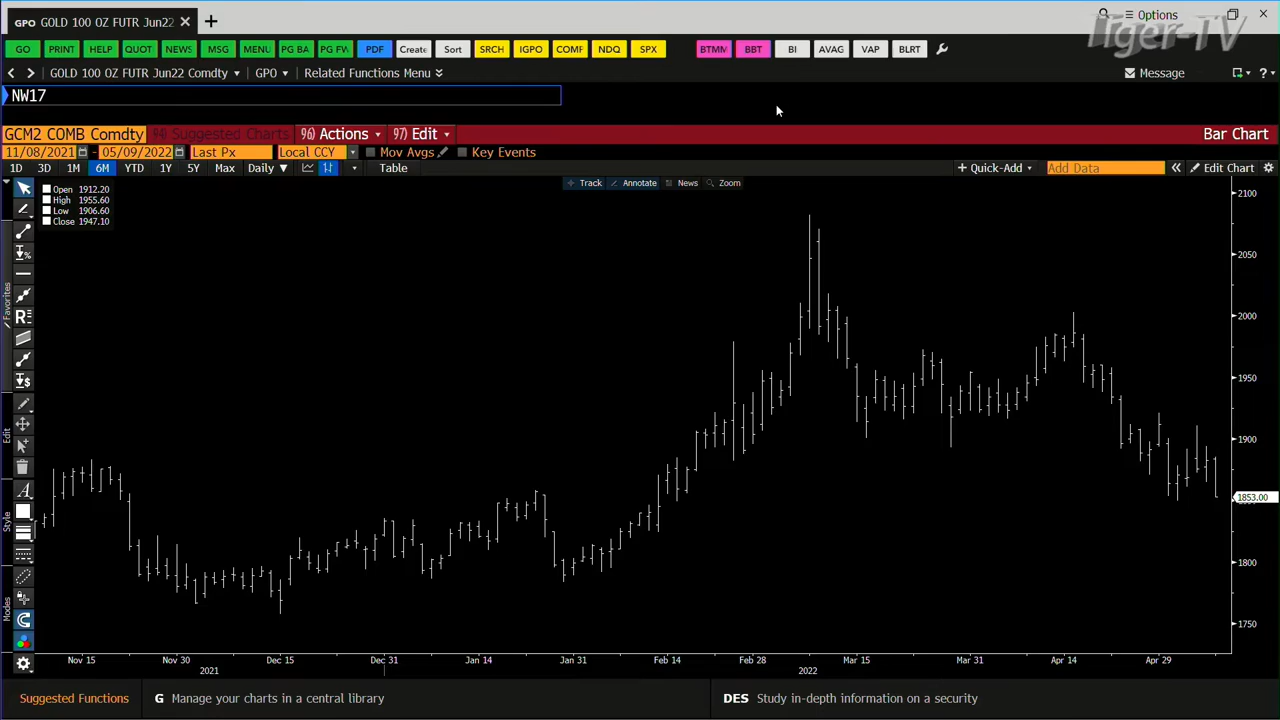 GPO GOLD 100 OZ FUTR Jun22
Options
Tiger-TV
GO PRINT HELP QUOT NEWS MSG MENU PG BA PG FW PDF Create Sort SRCH IGPO COMF NDQ SPX BTMM BBT BI AVAG VAP BLRT
GOLD 100 OZ FUTR Jun22 Comdty GPO Related Functions Menu Message ?
NW17
GCM2 COMB Comdty 94) Suggested Charts 96) Actions 97) Edit Bar Chart
11/08/2021 - 05/09/2022 Last Px Local CCY Mov Avgs Key Events
1D 3D 1M 6M YTD 1Y 5Y Max Daily Table + Quick-Add Add Data Edit Chart
Track Annotate News Zoom
Open 1912.20
High 1955.60
Low 1906.60
Close 1947.10
2100
2050
2000
1950
1900
1853.00
1800
1750
Favorites
Edit
Style
Modes
Nov 15 Nov 30 Dec 15 Dec 31 Jan 14 Jan 31 Feb 14 Feb 28 Mar 15 Mar 31 Apr 14 Apr 29
2021 2022
Suggested Functions G Manage your charts in a central library DES Study in-depth information on a security